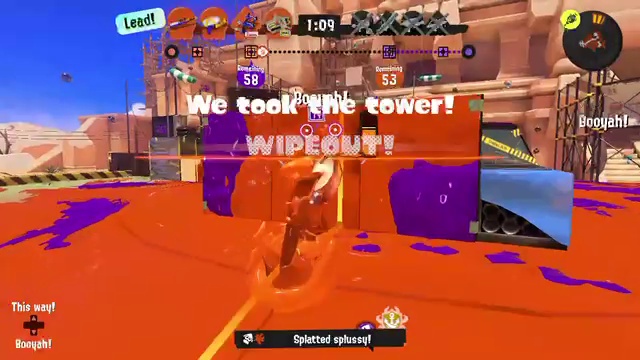 Lead!
1:09
Remaining
58
Remaining
53
Booyah!
We took the tower!
WIPEOUT!
Booyah!
This way!
Booyah!
Splatted splussy!